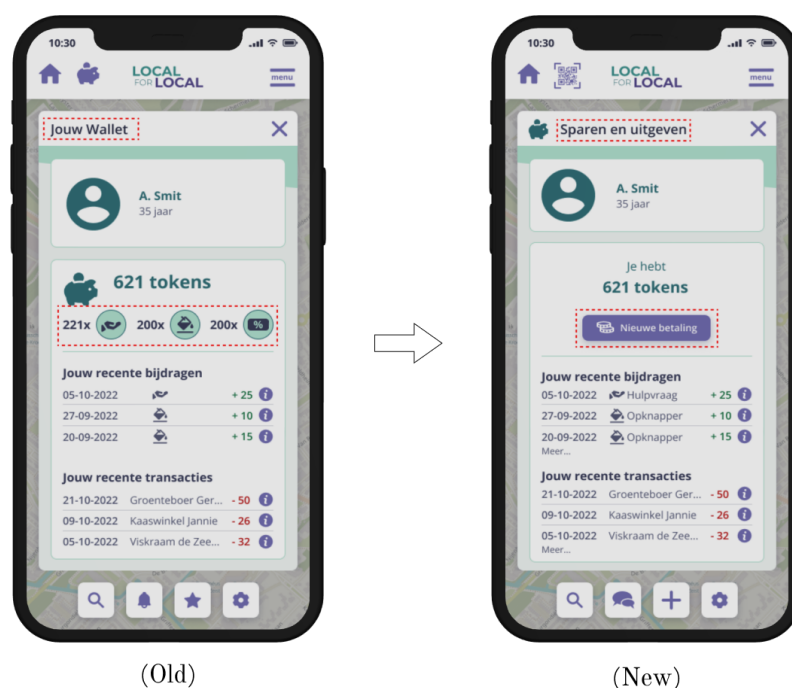 10:30
LOCAL
FOR LOCAL
menu
Jouw Wallet
A. Smit
35 jaar
621 tokens
221x 200x 200x %
Jouw recente bijdragen
05-10-2022 + 25 i
27-09-2022 + 10 i
20-09-2022 + 15 i
Jouw recente transacties
21-10-2022 Groenteboer Ger... - 50 i
09-10-2022 Kaaswinkel Jannie - 26 i
05-10-2022 Viskraam de Zee... - 32 i
(Old)
10:30
LOCAL
FOR LOCAL
menu
Sparen en uitgeven
A. Smit
35 jaar
Je hebt
621 tokens
Nieuwe betaling
Jouw recente bijdragen
05-10-2022 Hulpvraag + 25 i
27-09-2022 Opknapper + 10 i
20-09-2022 Opknapper + 15 i
Meer...
Jouw recente transacties
21-10-2022 Groenteboer Ger... - 50 i
09-10-2022 Kaaswinkel Jannie - 26 i
05-10-2022 Viskraam de Zee... - 32 i
Meer...
(New)